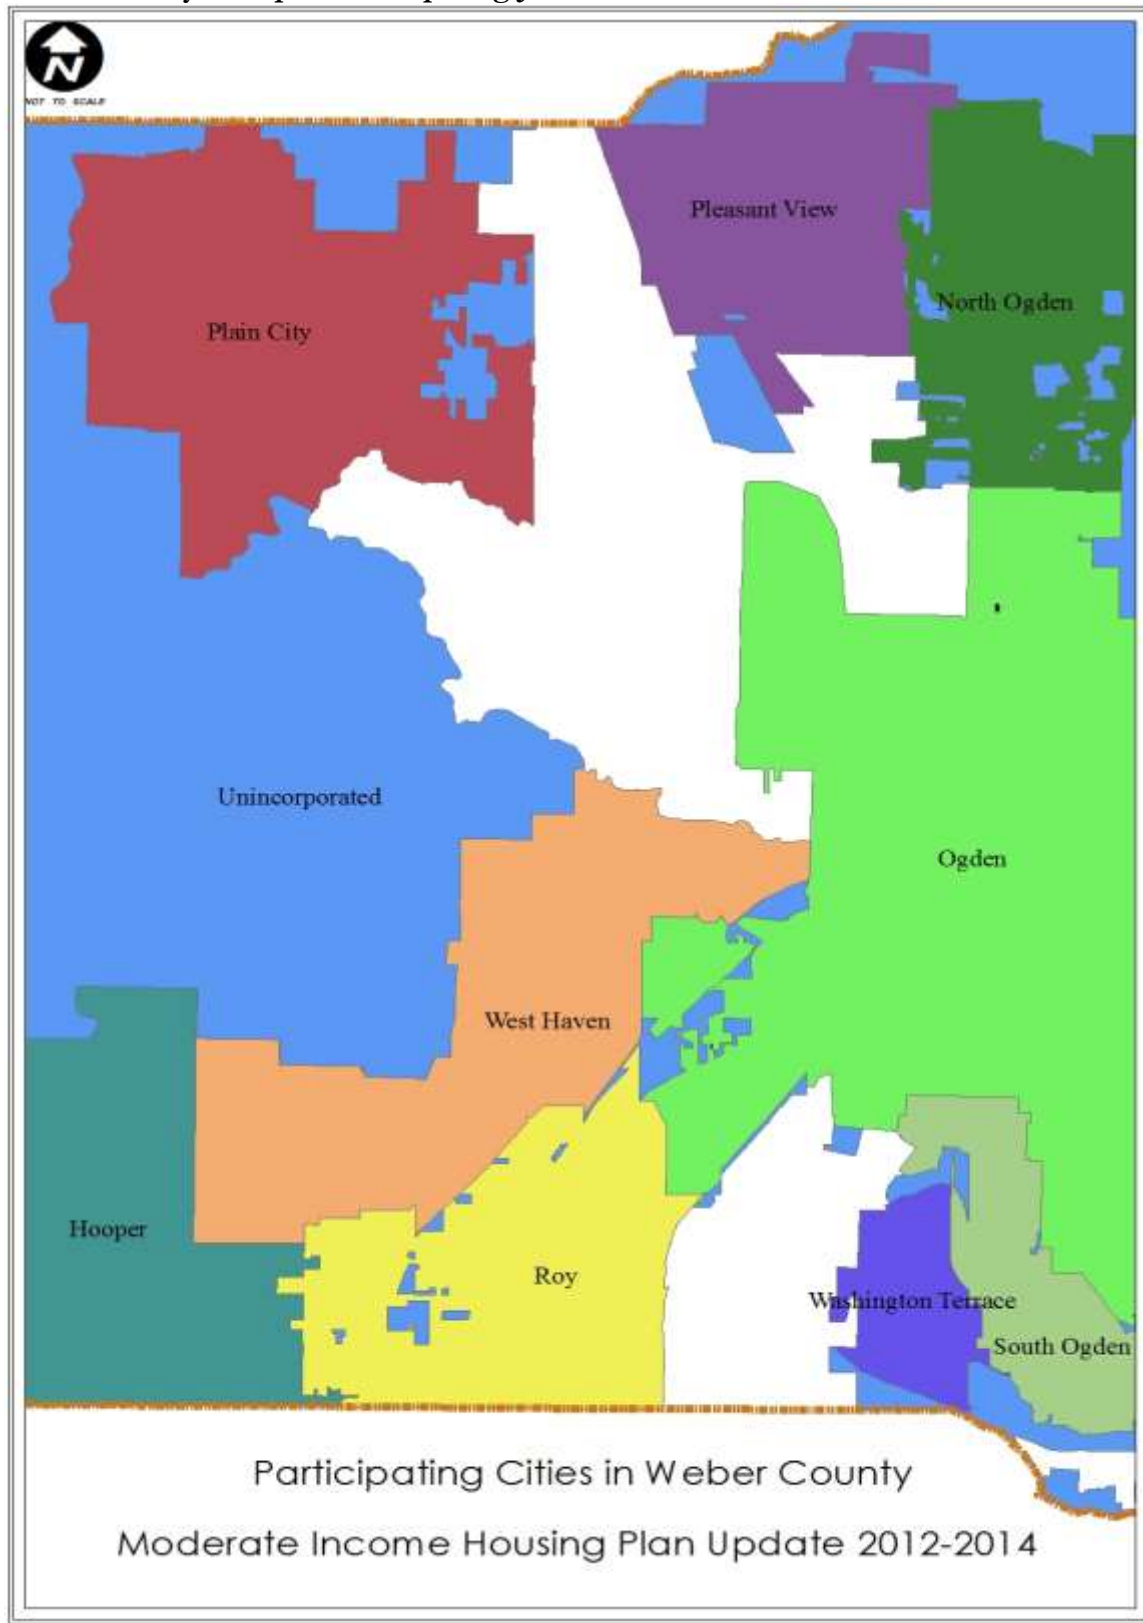 N
NOT TO SCALE
Pleasant View
North Ogden
Plain City
Unincorporated
Ogden
West Haven
Hooper
Roy
Washington Terrace
South Ogden
Participating Cities in Weber County
Moderate Income Housing Plan Update 2012-2014